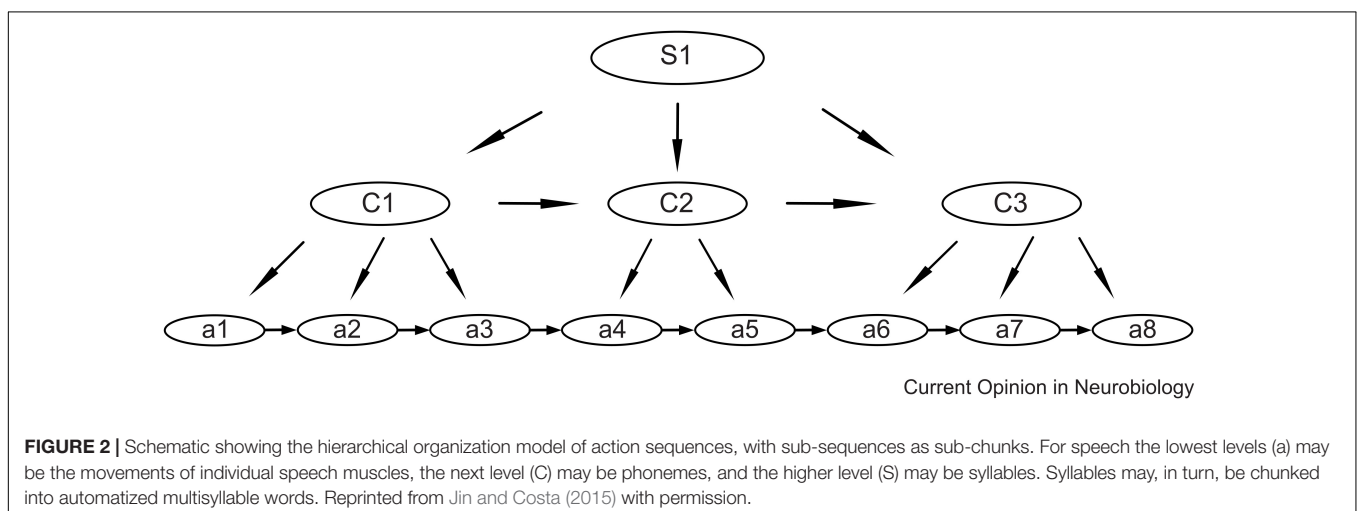 S1
C1 C2 C3
a1 a2 a3 a4 a5 a6 a7 a8
Current Opinion in Neurobiology
FIGURE 2 | Schematic showing the hierarchical organization model of action sequences, with sub-sequences as sub-chunks. For speech the lowest levels (a) may
be the movements of individual speech muscles, the next level (C) may be phonemes, and the higher level (S) may be syllables. Syllables may, in turn, be chunked
into automatized multisyllable words. Reprinted from Jin and Costa (2015) with permission.